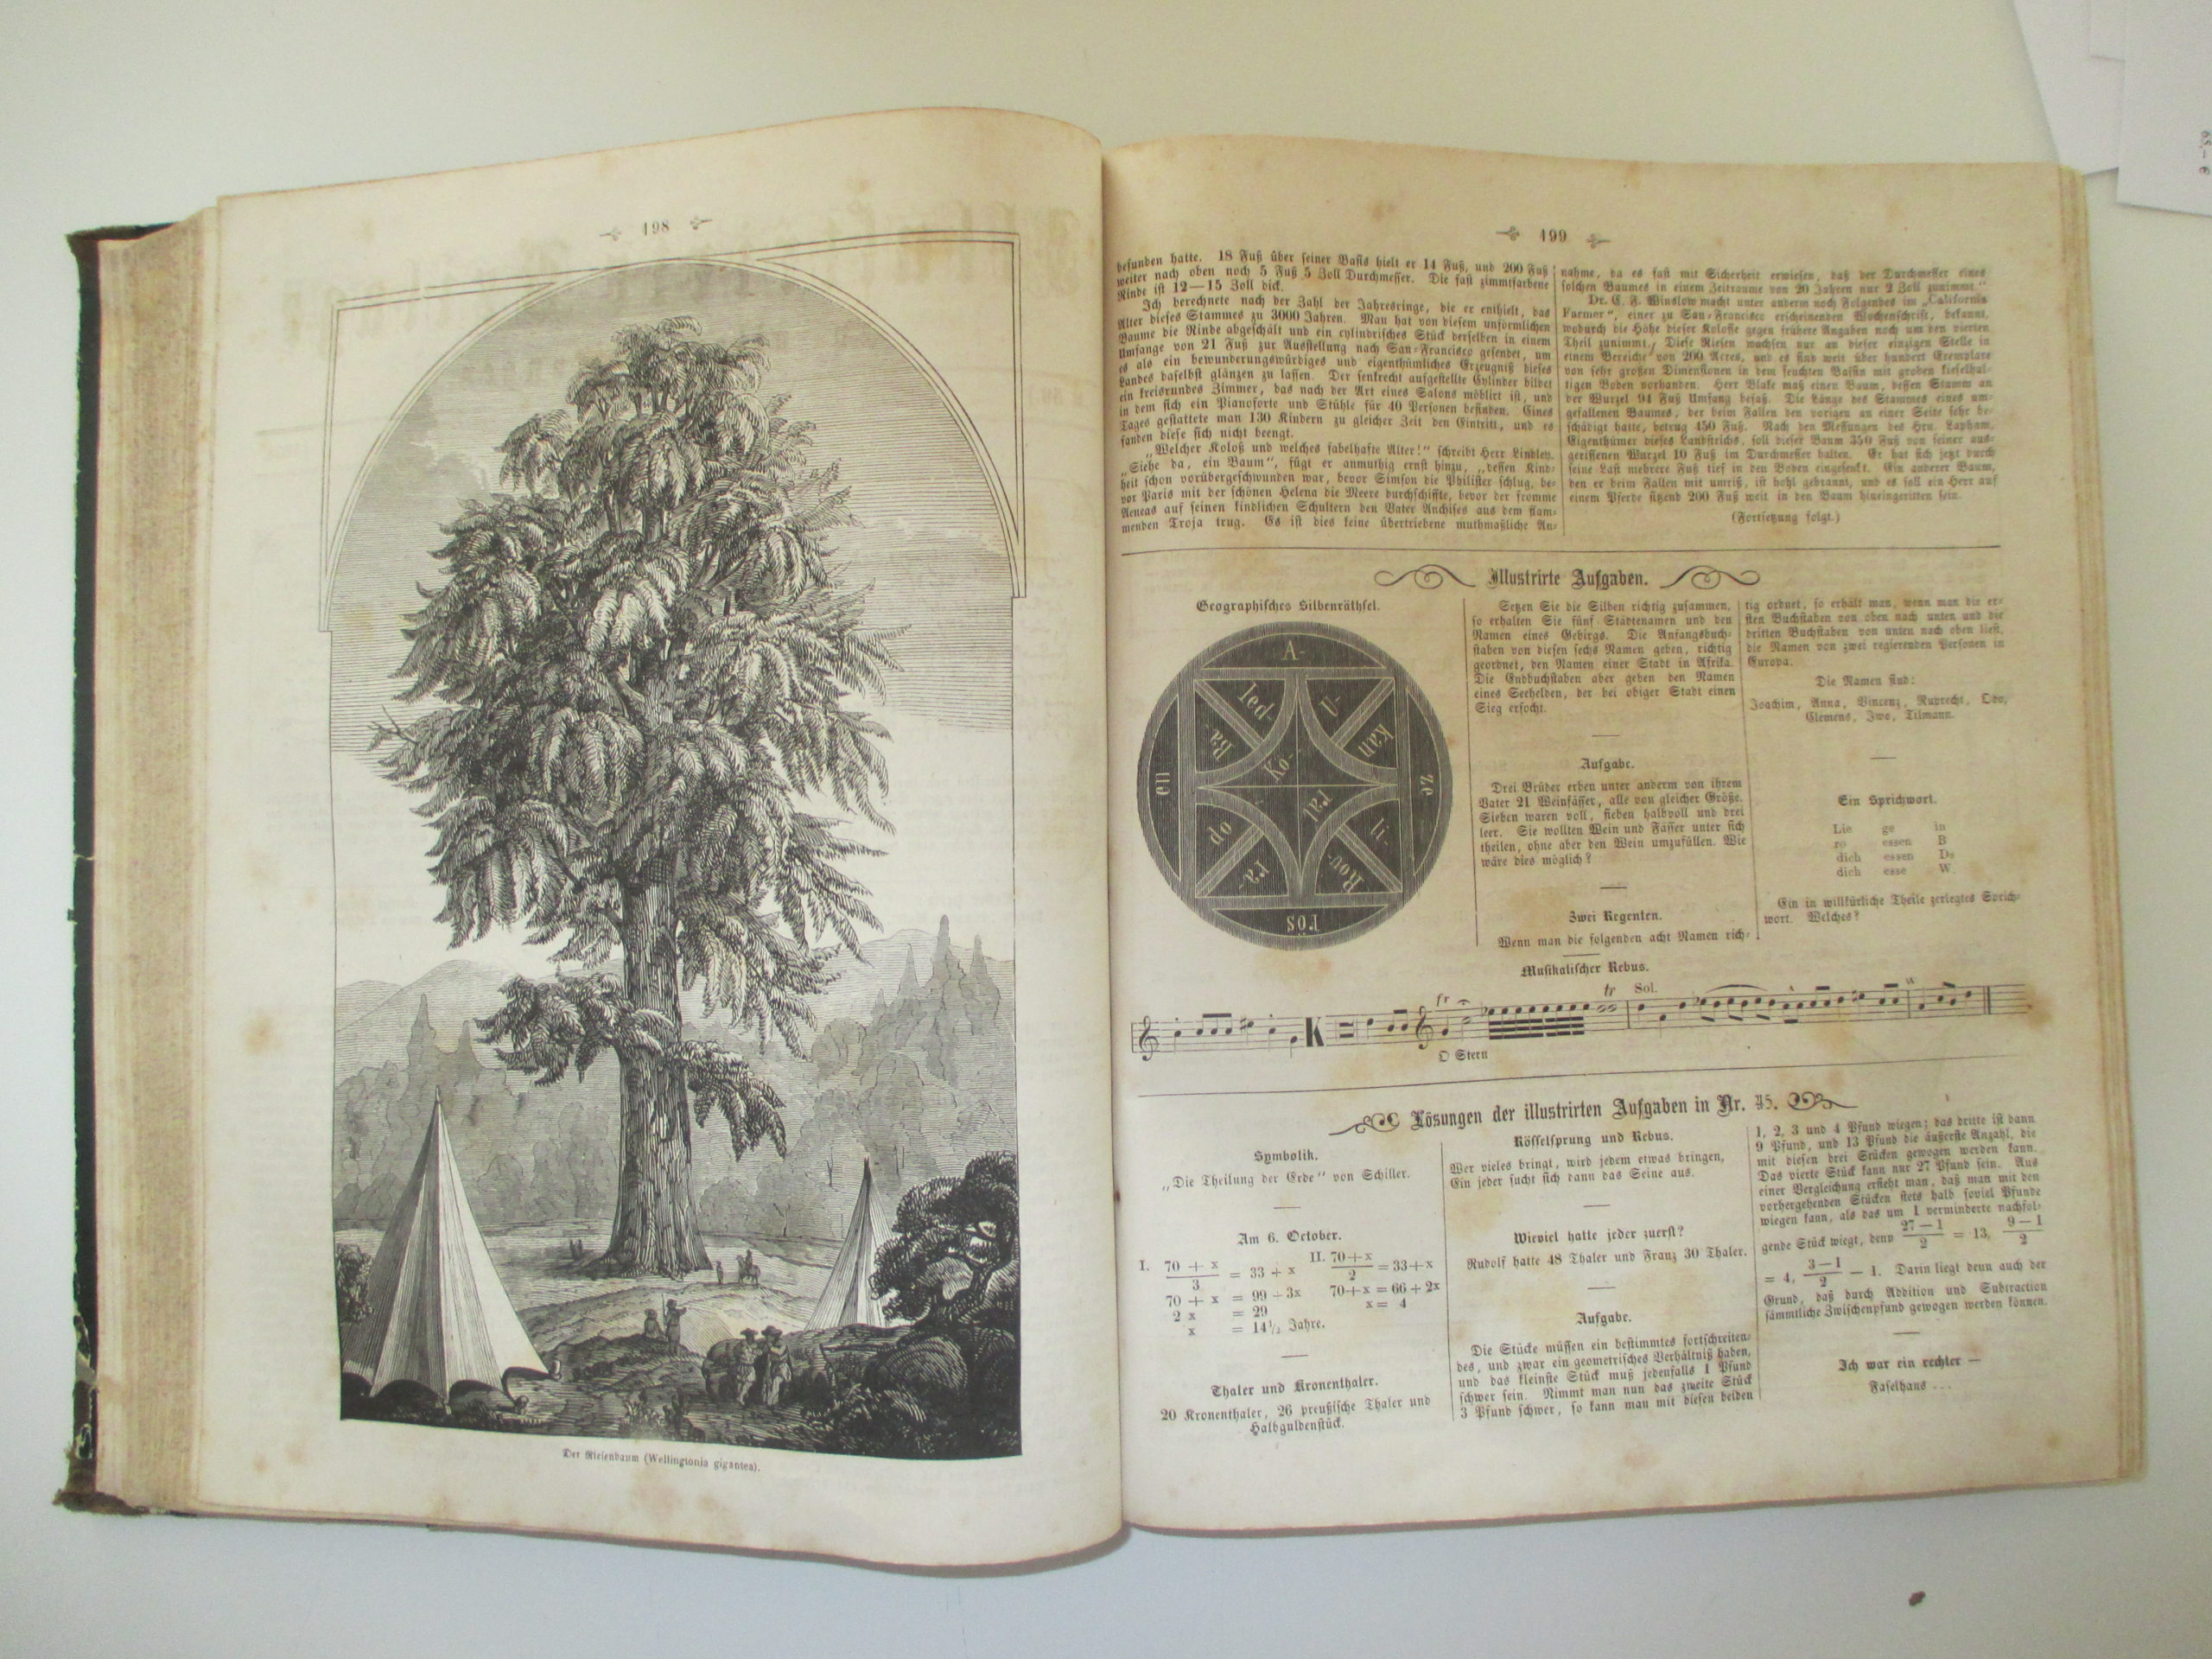 198
Der Riesenbaum (Wellingtonia gigantea).
199
befunden hatte. 18 Fuß über seiner Basis hielt er 14 Fuß, und 200 Fuß
weiter nach oben noch 5 Fuß 5 Zoll Durchmesser. Die fast zimmtfarbene
Rinde ist 12—15 Zoll dick.
Ich berechnete nach der Zahl der Jahresringe, die er enthielt, das
Alter dieses Stammes zu 3000 Jahren. Man hat von diesem unförmlichen
Baume die Rinde abgeschält und ein cylindrisches Stück derselben in einem
Umfange von 21 Fuß zur Ausstellung nach San-Francisco gesendet, um
es als ein bewunderungswürdiges und eigenthümliches Erzeugniß dieses
Landes daselbst glänzen zu lassen. Der senkrecht aufgestellte Cylinder bildet
ein kreisrundes Zimmer, das nach der Art eines Salons möblirt ist, und
in dem sich ein Pianoforte und Stühle für 40 Personen befinden. Eines
Tages gestattete man 130 Kindern zu gleicher Zeit den Eintritt, und es
fanden diese sich nicht beengt.
„Welcher Koloß und welches fabelhafte Alter!“ schreibt Herr Lindley.
„Siehe da, ein Baum“, fügt er anmuthig ernst hinzu, „dessen Kind-
heit schon vorübergeschwunden war, bevor Simson die Philister schlug, be-
vor Paris mit der schönen Helena die Meere durchschiffte, bevor der fromme
Aeneas auf seinen kindlichen Schultern den Vater Anchises aus dem flam-
menden Troja trug. Es ist dies keine übertriebene muthmaßliche An-
nahme, da es fast mit Sicherheit erwiesen, daß der Durchmesser eines
solchen Baumes in einem Zeitraume von 20 Jahren nur 2 Zoll zunimmt.“
Dr. C. F. Winslow macht unter anderm noch Folgendes im „California
Farmer“, einer zu San-Francisco erscheinenden Wochenschrift, bekannt,
wodurch die Höhe dieser Kolosse gegen frühere Angaben noch um den vierten
Theil zunimmt. Diese Riesen wachsen nur an dieser einzigen Stelle in
einem Bereiche von 200 Acres, und es sind weit über hundert Exemplare
von sehr großen Dimensionen in dem feuchten Bassin mit groben kieselhal-
tigen Boden vorhanden. Herr Blake maß einen Baum, dessen Stamm an
der Wurzel 94 Fuß Umfang besaß. Die Länge des Stammes eines um-
gefallenen Baumes, der beim Fallen den vorigen an einer Seite sehr be-
schädigt hatte, betrug 450 Fuß. Nach den Messungen des Hrn. Lapham,
Eigenthümer dieses Landstrichs, soll dieser Baum 350 Fuß von seiner aus-
gerissenen Wurzel 10 Fuß im Durchmesser halten. Er hat sich jetzt durch
seine Last mehrere Fuß tief in den Boden eingesenkt. Ein anderer Baum,
den er beim Fallen mit umriß, ist hohl gebrannt, und es soll ein Herr auf
einem Pferde sitzend 200 Fuß weit in den Baum hineingeritten sein.
(Fortsetzung folgt.)
Illustrirte Aufgaben.
Geographisches Silbenräthsel.
A-
led-
U-
Ba
kan
en
Ko-
ze
ral
do
li-
ra-
Rou-
rös
Setzen Sie die Silben richtig zusammen,
so erhalten Sie fünf Städtenamen und den
Namen eines Gebirgs. Die Anfangsbuch-
staben von diesen sechs Namen geben, richtig
geordnet, den Namen einer Stadt in Afrika.
Die Endbuchstaben aber geben den Namen
eines Seehelden, der bei obiger Stadt einen
Sieg erfocht.
Aufgabe.
Drei Brüder erben unter anderm von ihrem
Vater 21 Weinfässer, alle von gleicher Größe.
Sieben waren voll, sieben halbvoll und drei
leer. Sie wollten Wein und Fässer unter sich
theilen, ohne aber den Wein umzufüllen. Wie
wäre dies möglich?
Zwei Regenten.
Wenn man die folgenden acht Namen rich-
tig ordnet, so erhält man, wenn man die er-
sten Buchstaben von oben nach unten und die
dritten Buchstaben von unten nach oben liest,
die Namen von zwei regierenden Personen in
Europa.
Die Namen sind:
Joachim, Anna, Vincenz, Ruprecht, Odo,
Clemens, Iwo, Tilmann.
Ein Sprichwort.
Lie ge in
ro essen B
dich essen Da
dich esse W
Ein in willkürliche Theile zerlegtes Sprich-
wort. Welches?
Musikalischer Rebus.
K
fr
tr
Sol.
w
O Stern
Lösungen der illustrirten Aufgaben in Nr. 45.
Symbolik.
„Die Theilung der Erde“ von Schiller.
Am 6. October.
I. (70 + x)/3 = 33 + x
70 + x = 99 + 3x
2 x = 29
x = 14½ Jahre.
II. (70+x)/2 = 33+x
70+x = 66 + 2x
x = 4
Thaler und Kronenthaler.
20 Kronenthaler, 26 preußische Thaler und
Halbguldenstück.
Rösselsprung und Rebus.
Wer vieles bringt, wird jedem etwas bringen,
Ein jeder sucht sich dann das Seine aus.
Wieviel hatte jeder zuerst?
Rudolf hatte 48 Thaler und Franz 30 Thaler.
Aufgabe.
Die Stücke müssen ein bestimmtes fortschreiten-
des, und zwar ein geometrisches Verhältniß haben,
und das kleinste Stück muß jedenfalls 1 Pfund
schwer sein. Nimmt man nun das zweite Stück
3 Pfund schwer, so kann man mit diesen beiden
1, 2, 3 und 4 Pfund wiegen; das dritte ist dann
9 Pfund, und 13 Pfund die äußerste Anzahl, die
mit diesen drei Stücken gewogen werden kann.
Das vierte Stück kann nur 27 Pfund sein. Aus
einer Vergleichung ersieht man, daß man mit den
vorhergehenden Stücken stets halb soviel Pfunde
wiegen kann, als das um 1 verminderte nachfol-
gende Stück wiegt, denn (27 — 1)/2 = 13, (9 — 1)/2
= 4, (3 — 1)/2 — 1. Darin liegt denn auch der
Grund, daß durch Addition und Subtraction
sämmtliche Zwischenpfund gewogen werden können.
Ich war ein rechter —
Faselhans ...